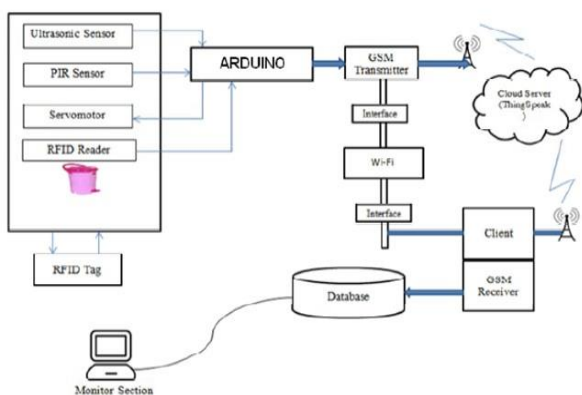 Ultrasonic Sensor
PIR Sensor
Servomotor
RFID Reader
RFID Tag
ARDUINO
GSM
Transmitter
Interface
Wi-Fi
Interface
Cloud Server
(ThingSpeak
)
Client
GSM
Receiver
Database
Monitor Section